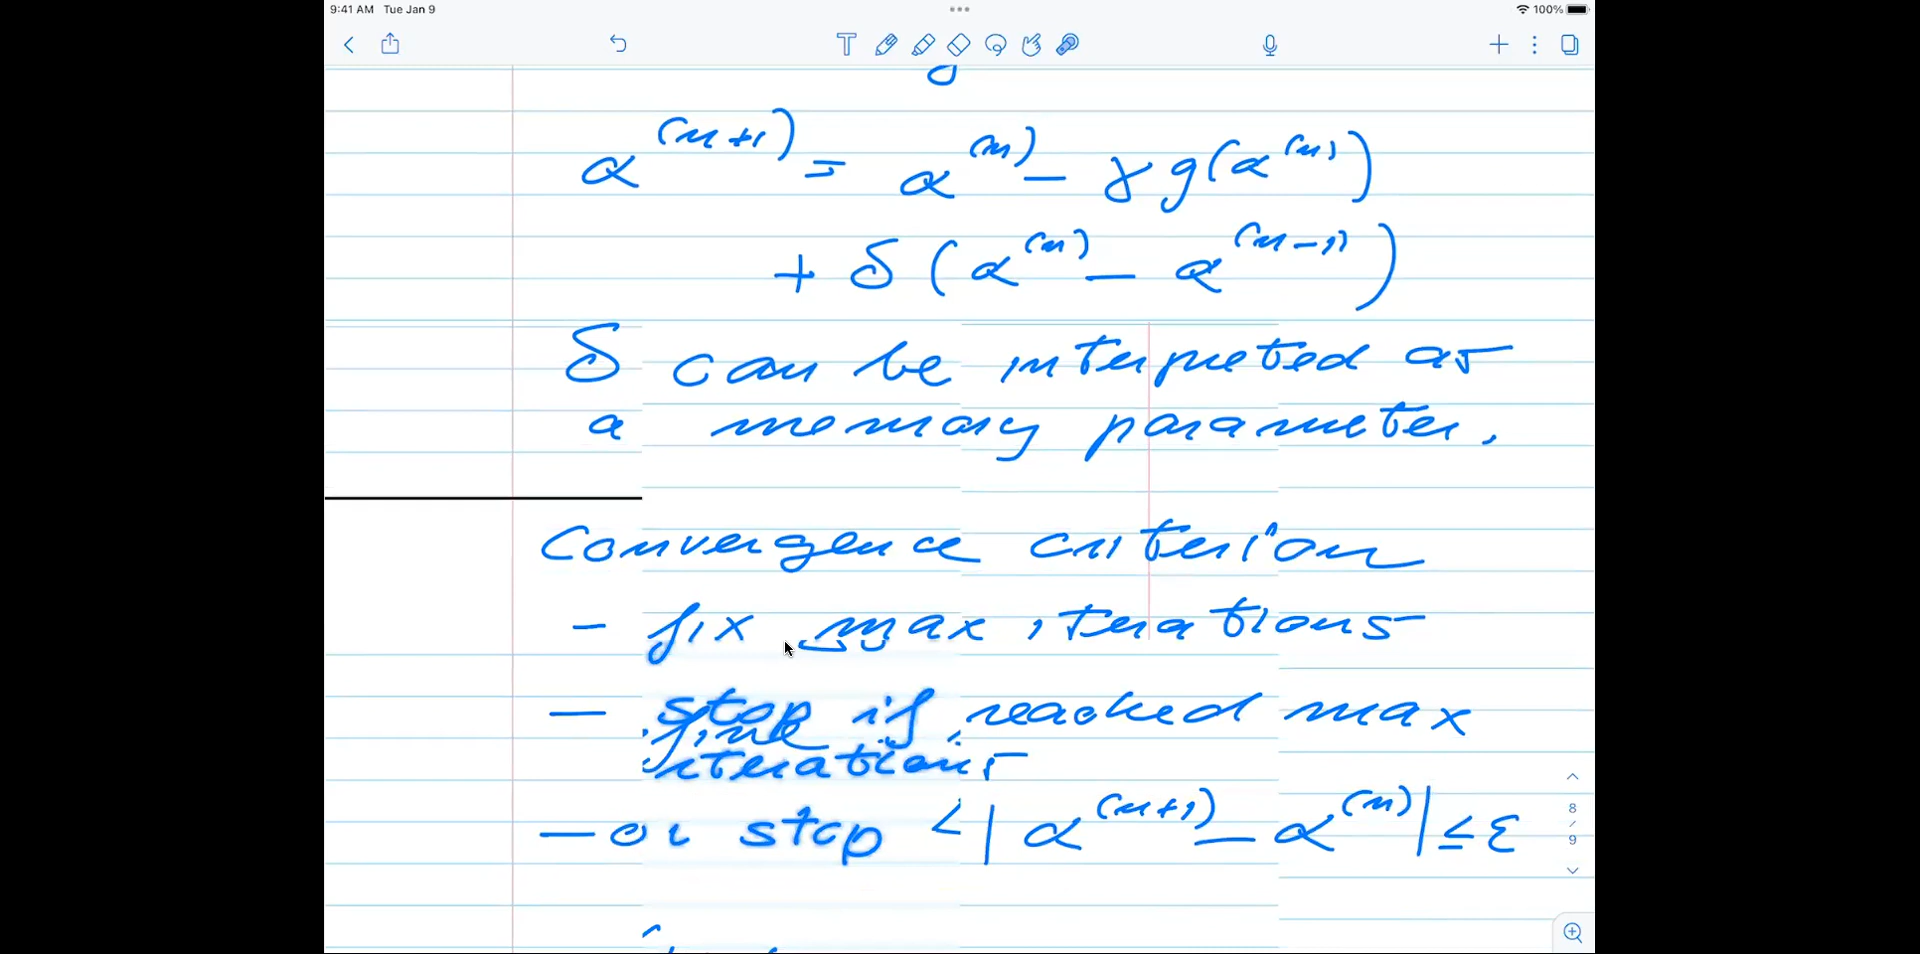 9:41 AM Tue Jan 9
100%
α^(n+1) = α^(n) − γ g(α^(n))
+ δ (α^(n) − α^(n−1))
δ can be interpreted as
a memory parameter.
Convergence criterion
- fix max iterations
- stop if reached max
iterations
- or stop < | α^(n+1) − α^(n) | ≤ ε
8
/
9